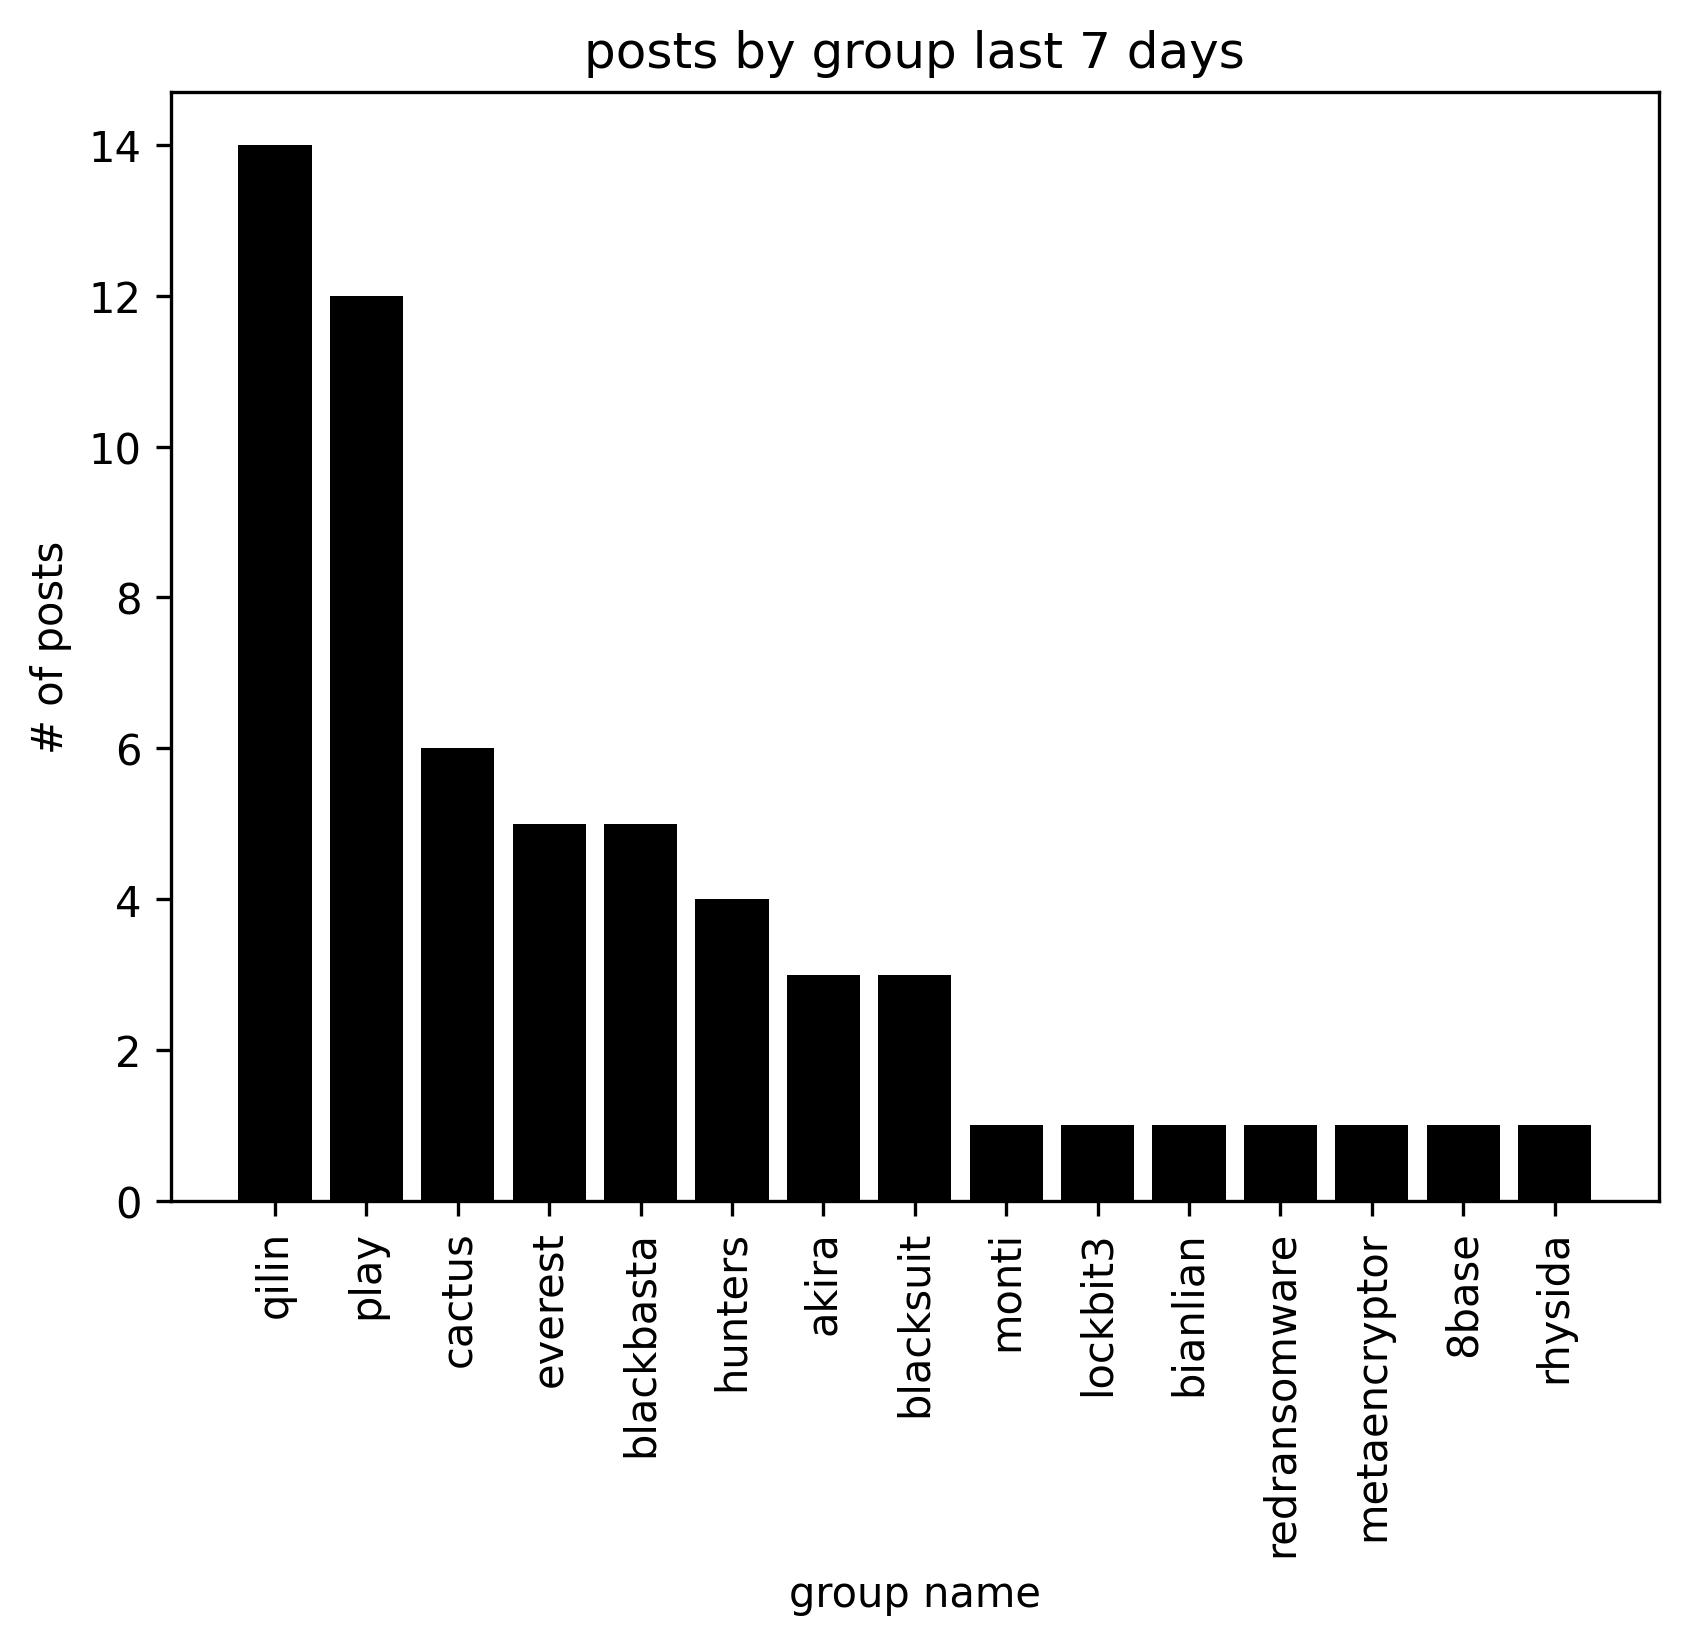 posts by group last 7 days
14
12
10
8
6
4
2
0
# of posts
qilin
play
cactus
everest
blackbasta
hunters
akira
blacksuit
monti
lockbit3
bianlian
redransomware
metaencryptor
8base
rhysida
group name